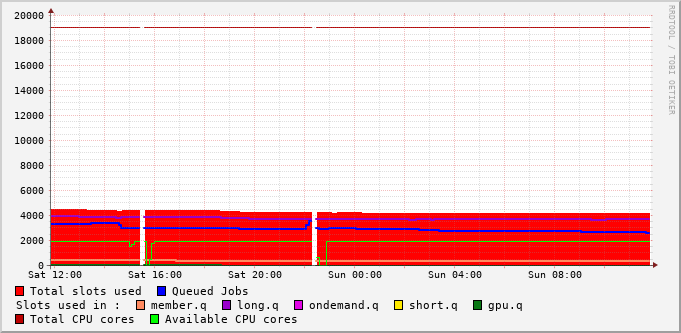 RRDTOOL / TOBI OETIKER
20000
18000
16000
14000
12000
10000
8000
6000
4000
2000
0
Sat 12:00 Sat 16:00 Sat 20:00 Sun 00:00 Sun 04:00 Sun 08:00
Total slots used Queued Jobs
Slots used in : member.q long.q ondemand.q short.q gpu.q
Total CPU cores Available CPU cores